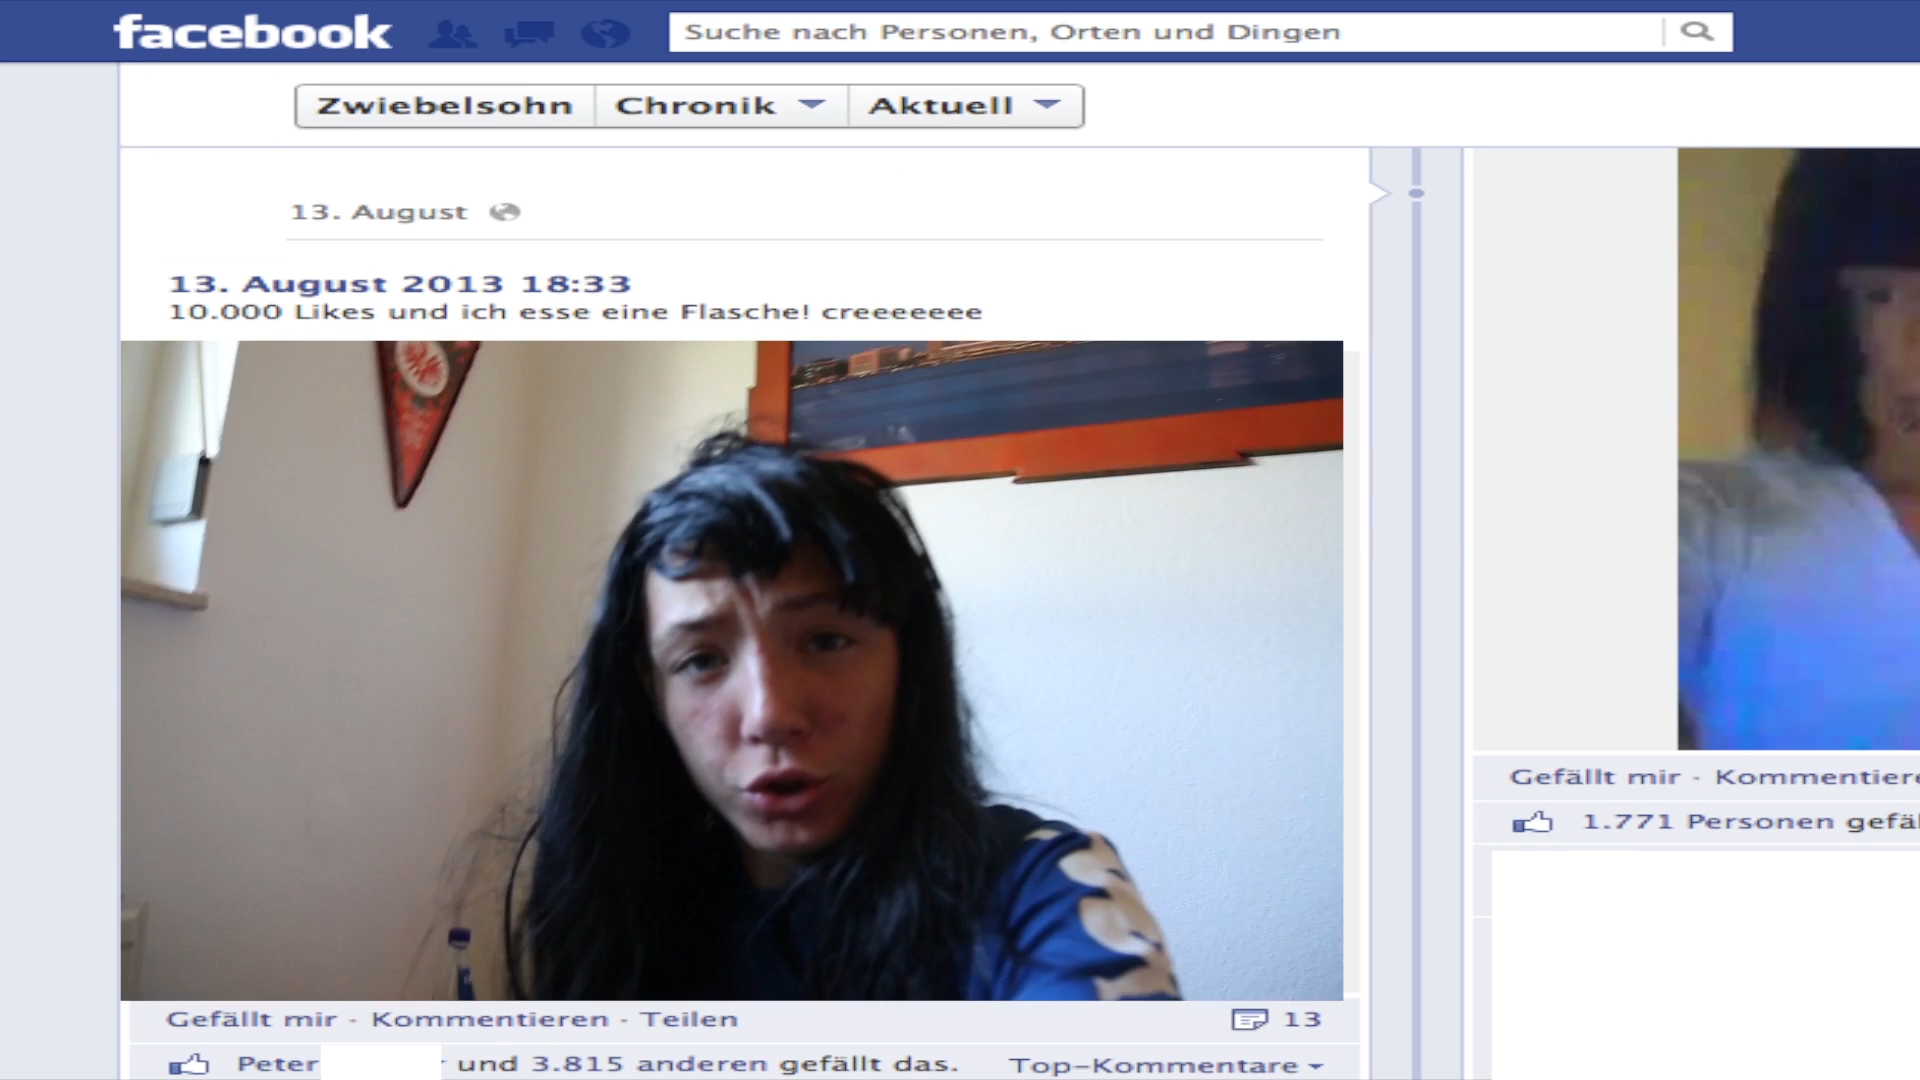 facebook
Suche nach Personen, Orten und Dingen
Zwiebelsohn
Chronik
Aktuell
13. August
13. August 2013 18:33
10.000 Likes und ich esse eine Flasche! creeeeeee
Gefällt mir · Kommentieren · Teilen
13
Peter
und 3.815 anderen gefällt das.
Top-Kommentare
Gefällt mir · Kommentiere
1.771 Personen gefäl